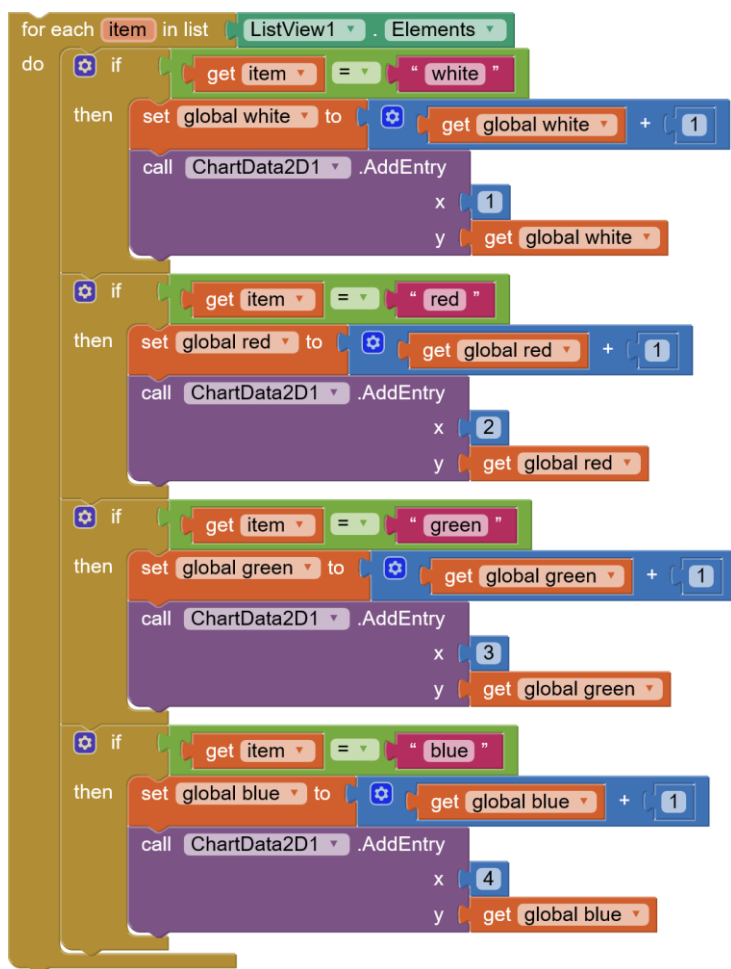 for each item in list ListView1 . Elements
do if get item = “ white ”
then set global white to get global white + 1
call ChartData2D1 .AddEntry
x 1
y get global white
if get item = “ red ”
then set global red to get global red + 1
call ChartData2D1 .AddEntry
x 2
y get global red
if get item = “ green ”
then set global green to get global green + 1
call ChartData2D1 .AddEntry
x 3
y get global green
if get item = “ blue ”
then set global blue to get global blue + 1
call ChartData2D1 .AddEntry
x 4
y get global blue